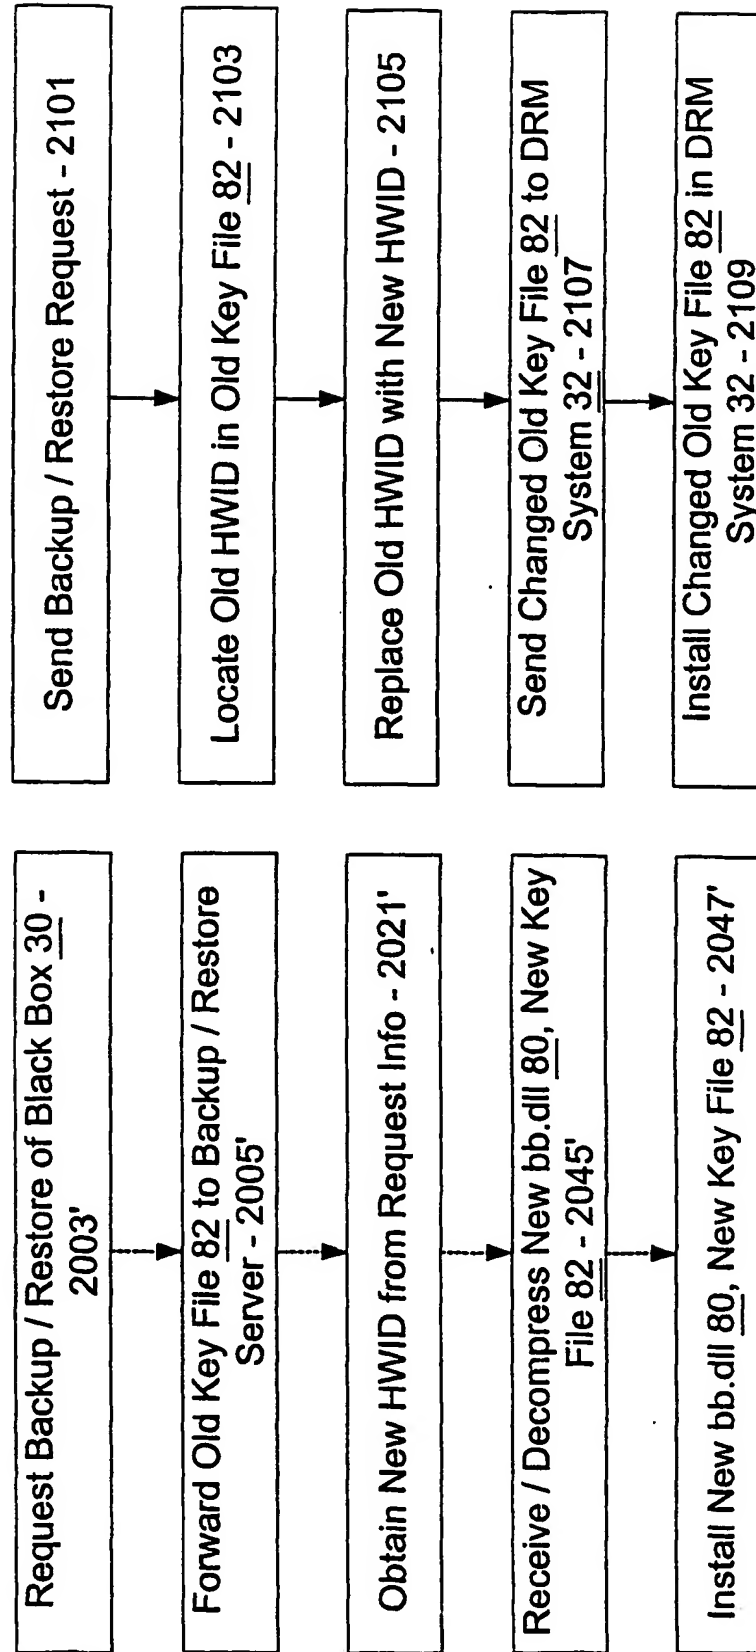 Request Backup / Restore of Black Box 30 -
2003'
Forward Old Key File 82 to Backup / Restore
Server - 2005'
Obtain New HWID from Request Info - 2021'
Receive / Decompress New bb.dll 80, New Key
File 82 - 2045'
Install New bb.dll 80, New Key File 82 - 2047'
Send Backup / Restore Request - 2101
Locate Old HWID in Old Key File 82 - 2103
Replace Old HWID with New HWID - 2105
Send Changed Old Key File 82 to DRM
System 32 - 2107
Install Changed Old Key File 82 in DRM
System 32 - 2109